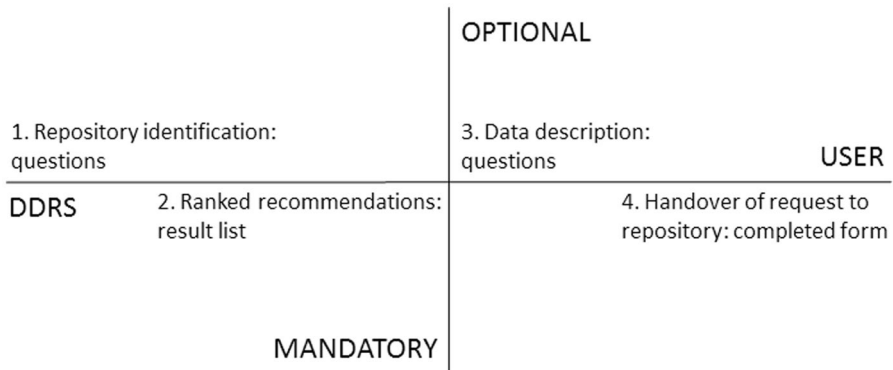 OPTIONAL
1. Repository identification:
questions
3. Data description:
questions
USER
DDRS
2. Ranked recommendations:
result list
4. Handover of request to
repository: completed form
MANDATORY